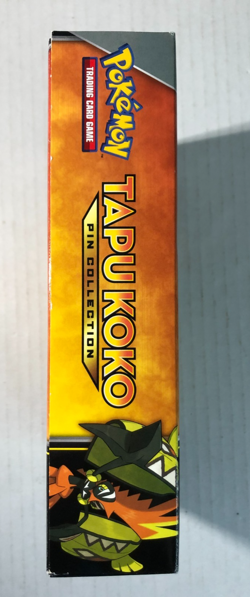 POKéMON
TRADING CARD GAME
TAPU KOKO
PIN COLLECTION